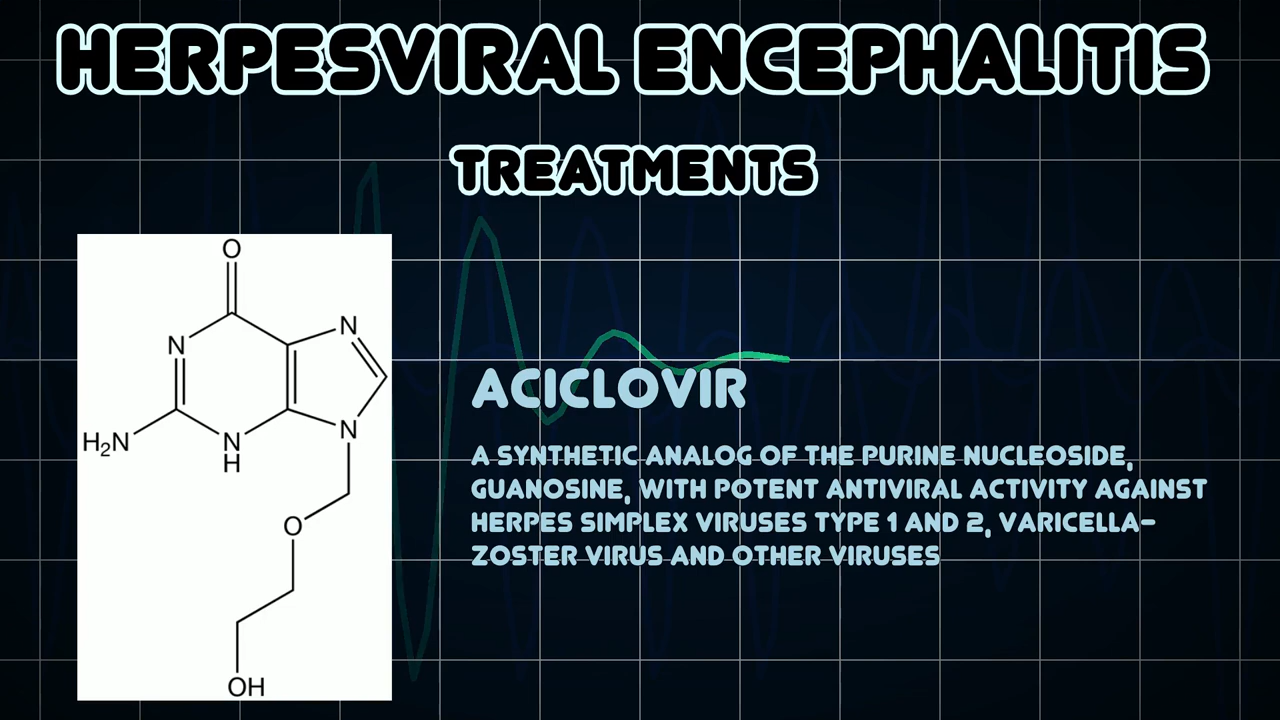 HERPESVIRAL ENCEPHALITIS
TREATMENTS
O
N
N
H₂N
N
H
N
O
OH
ACICLOVIR
A SYNTHETIC ANALOG OF THE PURINE NUCLEOSIDE,
GUANOSINE, WITH POTENT ANTIVIRAL ACTIVITY AGAINST
HERPES SIMPLEX VIRUSES TYPE 1 AND 2, VARICELLA-
ZOSTER VIRUS AND OTHER VIRUSES